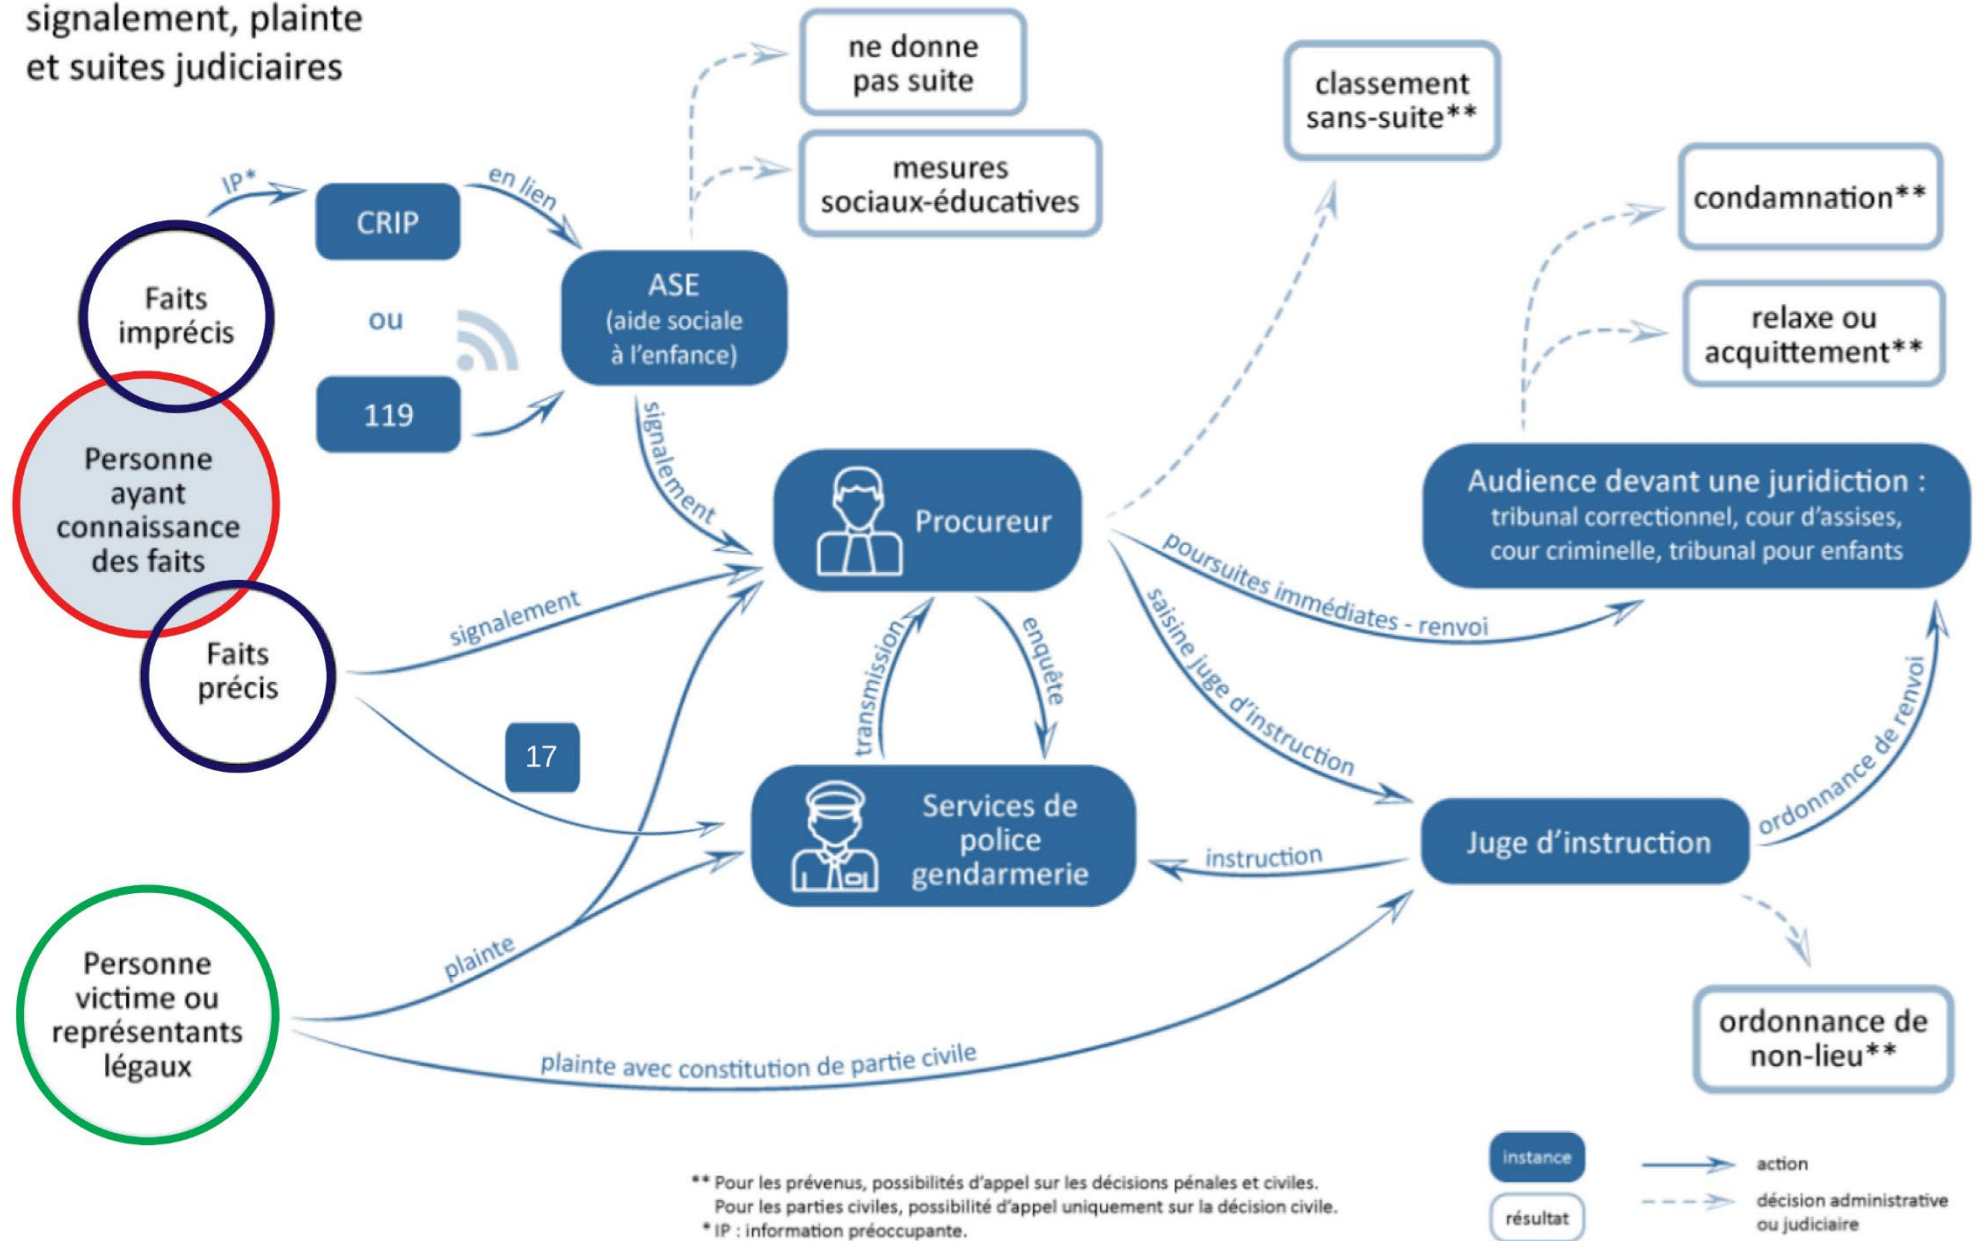 signalement, plainte
et suites judiciaires
ne donne
pas suite
mesures
sociaux-éducatives
classement
sans-suite**
condamnation**
relaxe ou
acquittement**
IP*
CRIP
en lien
ou
119
ASE
(aide sociale
à l'enfance)
Faits
imprécis
Personne
ayant
connaissance
des faits
Faits
précis
signalement
signalement
Procureur
Audience devant une juridiction :
tribunal correctionnel, cour d'assises,
cour criminelle, tribunal pour enfants
poursuites immédiates - renvoi
saisine juge d'instruction
transmission
enquête
17
Services de
police
gendarmerie
instruction
Juge d'instruction
ordonnance de renvoi
Personne
victime ou
représentants
légaux
plainte
plainte avec constitution de partie civile
ordonnance de
non-lieu**
** Pour les prévenus, possibilités d'appel sur les décisions pénales et civiles.
Pour les parties civiles, possibilité d'appel uniquement sur la décision civile.
* IP : information préoccupante.
instance
action
résultat
décision administrative
ou judiciaire